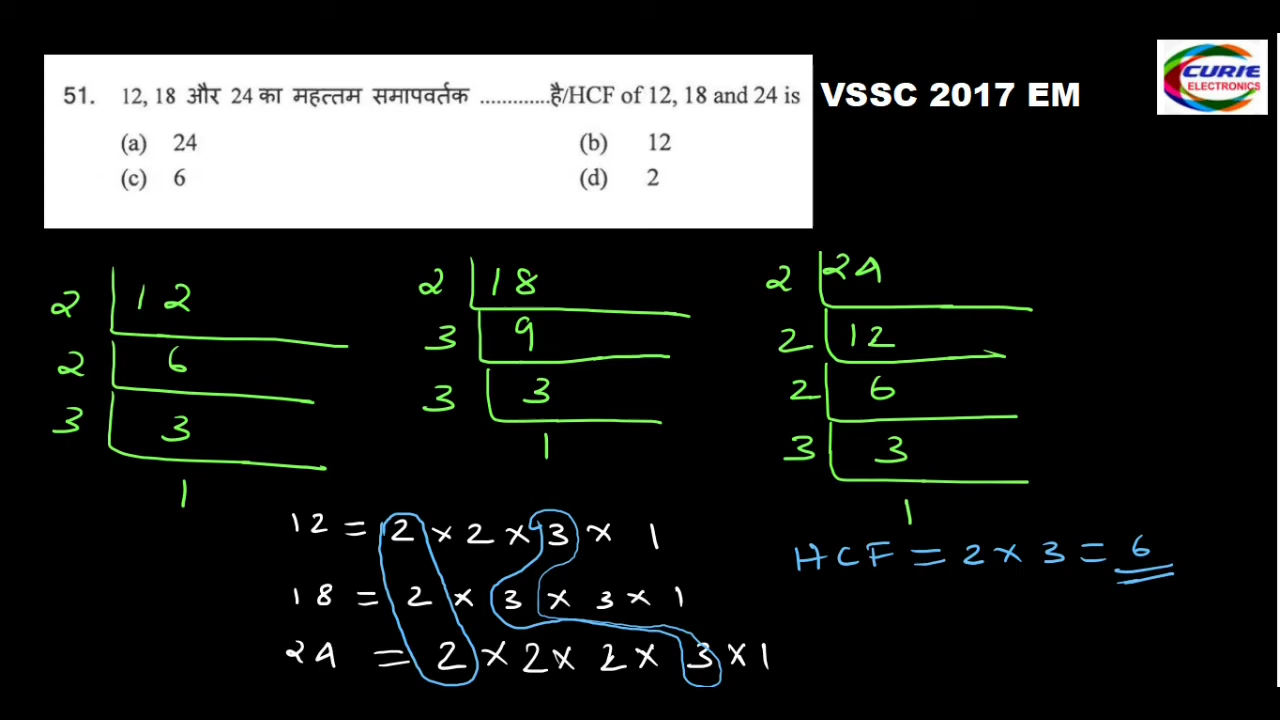 51. 12, 18 और 24 का महत्तम समापवर्तक .............है/HCF of 12, 18 and 24 is
(a) 24 (b) 12
(c) 6 (d) 2
VSSC 2017 EM
CURIE
ELECTRONICS
2 12
2 6
3 3
1
2 18
3 9
3 3
1
2 24
2 12
2 6
3 3
1
12 = 2 × 2 × 3 × 1
18 = 2 × 3 × 3 × 1
24 = 2 × 2 × 2 × 3 × 1
HCF = 2 × 3 = 6